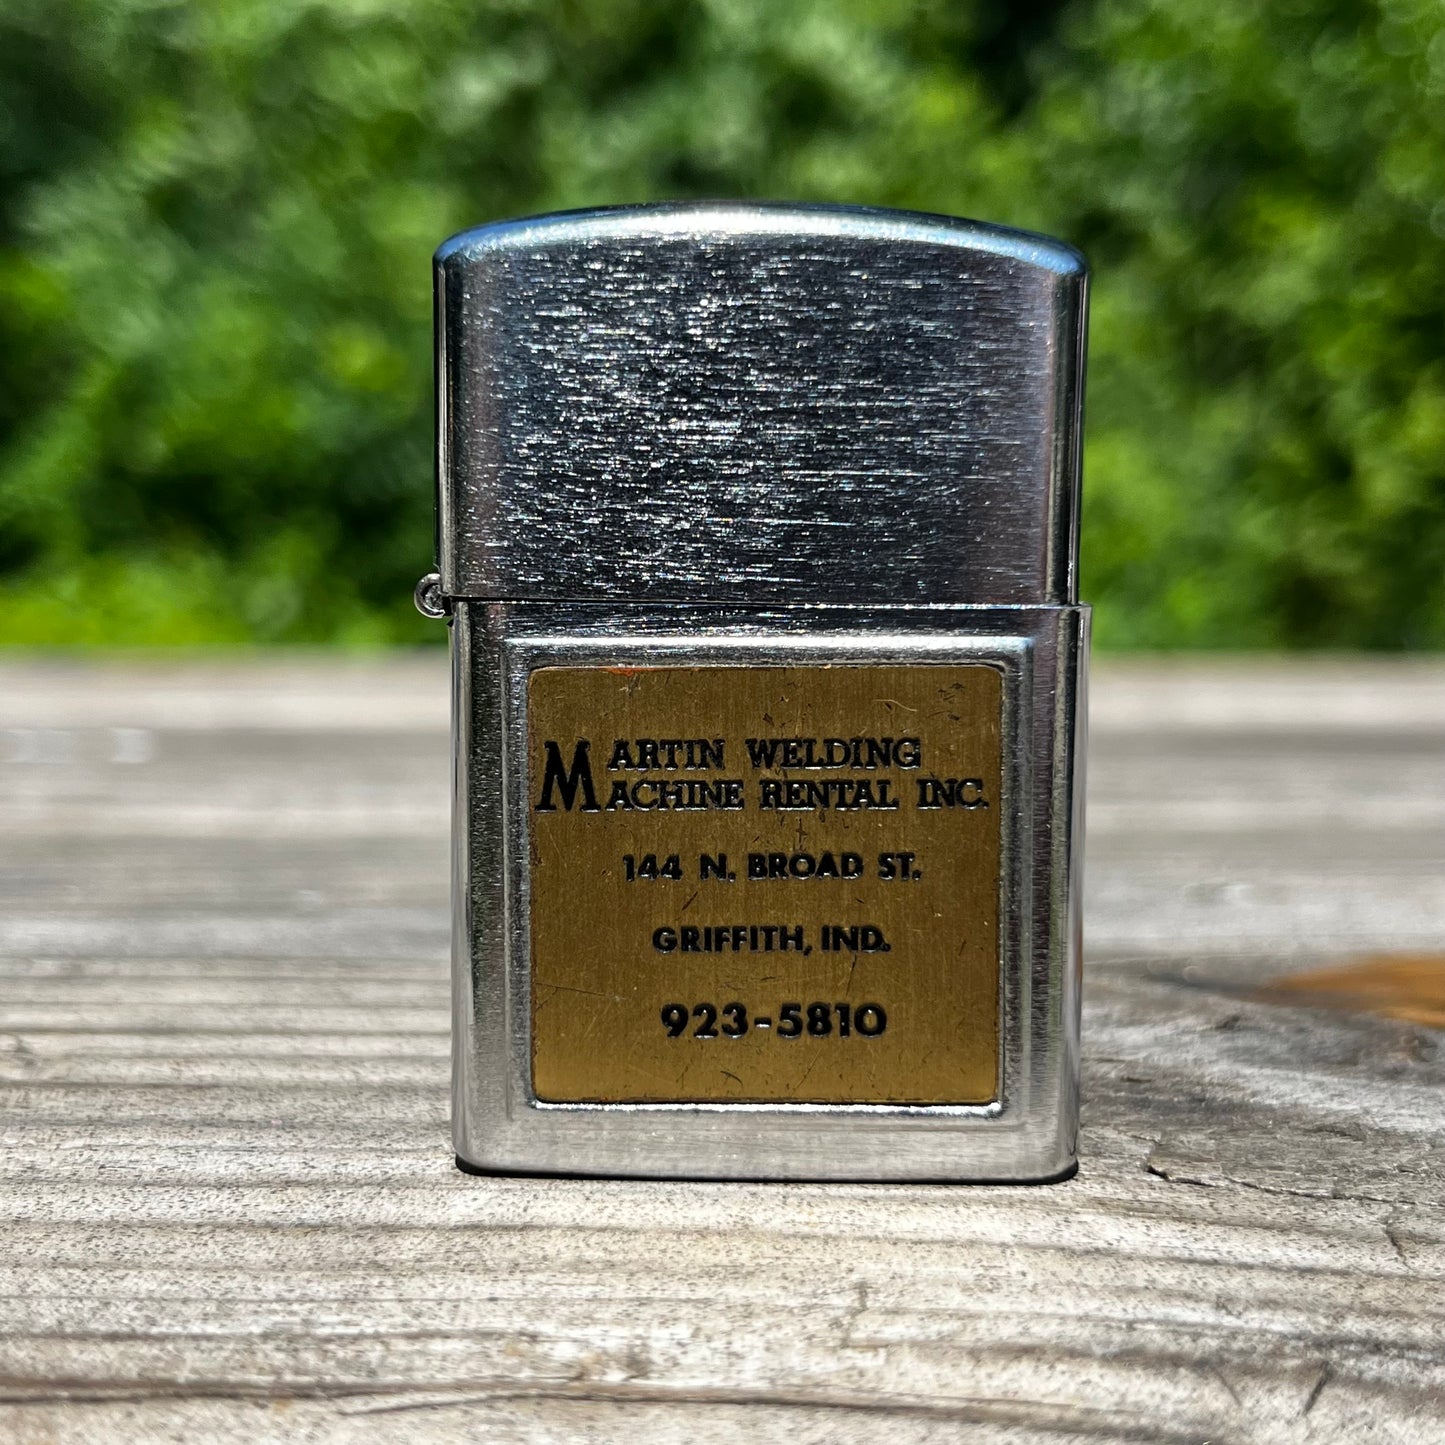 MARTIN WELDING
MACHINE RENTAL INC.
144 N. BROAD ST.
GRIFFITH, IND.
923-5810